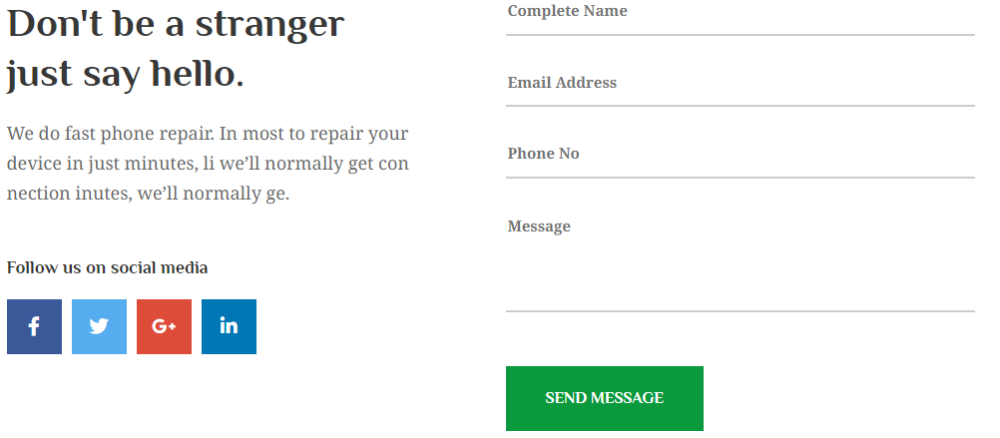 Don't be a stranger
just say hello.
We do fast phone repair. In most to repair your
device in just minutes, li we’ll normally get con
nection inutes, we’ll normally ge.
Follow us on social media
f
G+
in
Complete Name
Email Address
Phone No
Message
SEND MESSAGE